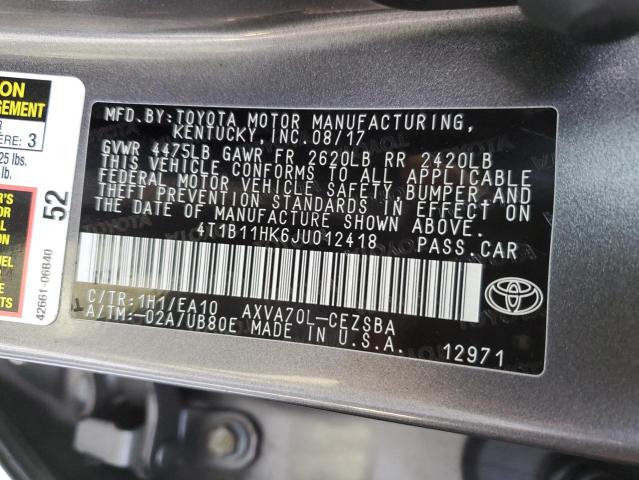 ON
GEMENT
R
ÈRE: 3
25 lbs.
52
42661-06B40
MFD.BY:TOYOTA MOTOR MANUFACTURING,
KENTUCKY, INC.08/17
GVWR 4475LB GAWR FR 2620LB RR 2420LB
THIS VEHICLE CONFORMS TO ALL APPLICABLE
FEDERAL MOTOR VEHICLE SAFETY, BUMPER, AND
THEFT PREVENTION STANDARDS IN EFFECT ON
THE DATE OF MANUFACTURE SHOWN ABOVE.
4T1B11HK6JU012418 PASS.CAR
C/TR:1H1/EA10 AXVA70L-CEZSBA
A/TM:-02A/UB80E MADE IN U.S.A.
12971